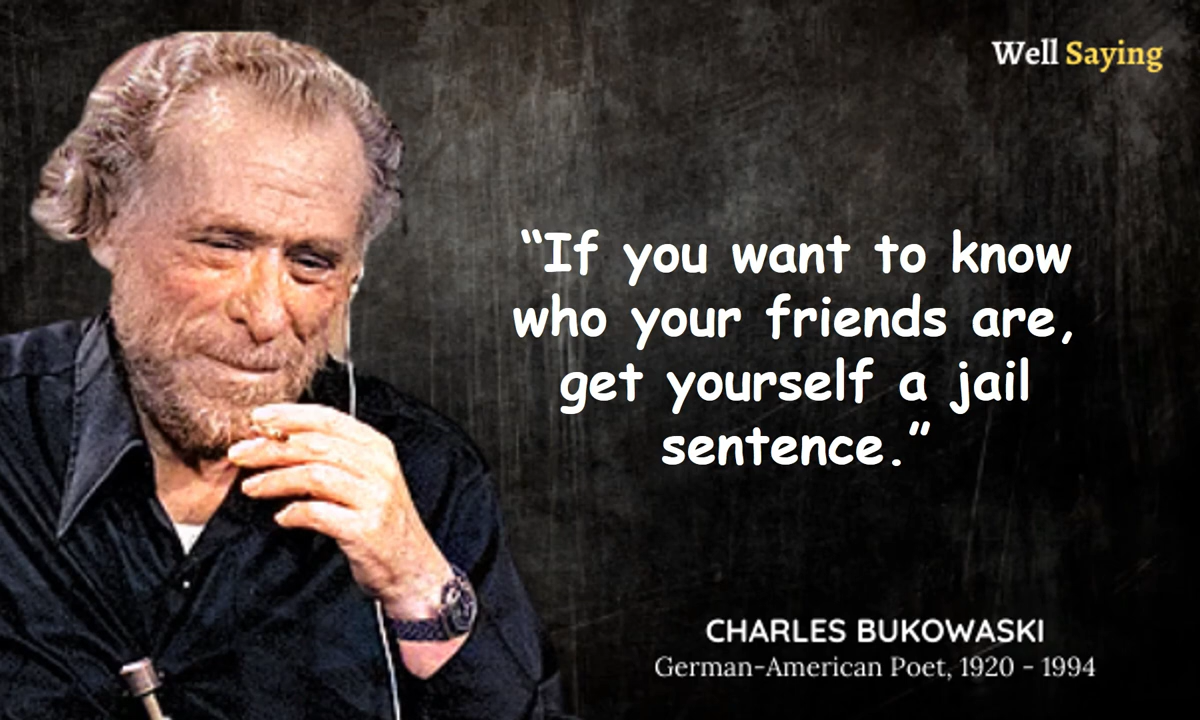 Well Saying
“If you want to know
who your friends are,
get yourself a jail
sentence.”
CHARLES BUKOWASKI
German-American Poet, 1920 - 1994